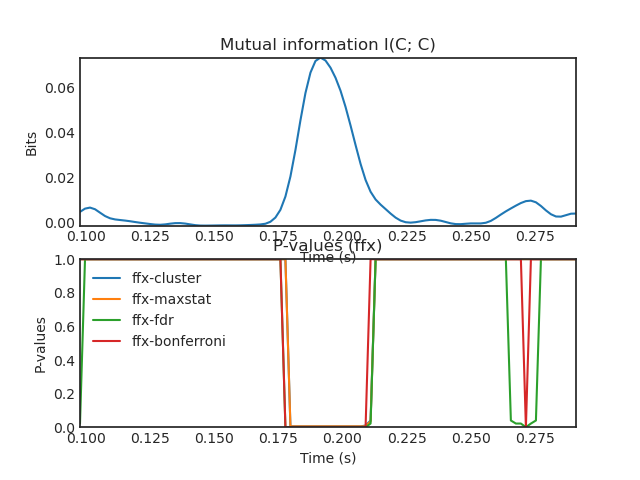 Mutual information I(C; C)
Bits
0.06
0.04
0.02
0.00
0.100 0.125 0.150 0.175 0.200 0.225 0.250 0.275
Time (s)
P-values (ffx)
P-values
1.0
0.8
0.6
0.4
0.2
0.0
ffx-cluster
ffx-maxstat
ffx-fdr
ffx-bonferroni
0.100 0.125 0.150 0.175 0.200 0.225 0.250 0.275
Time (s)